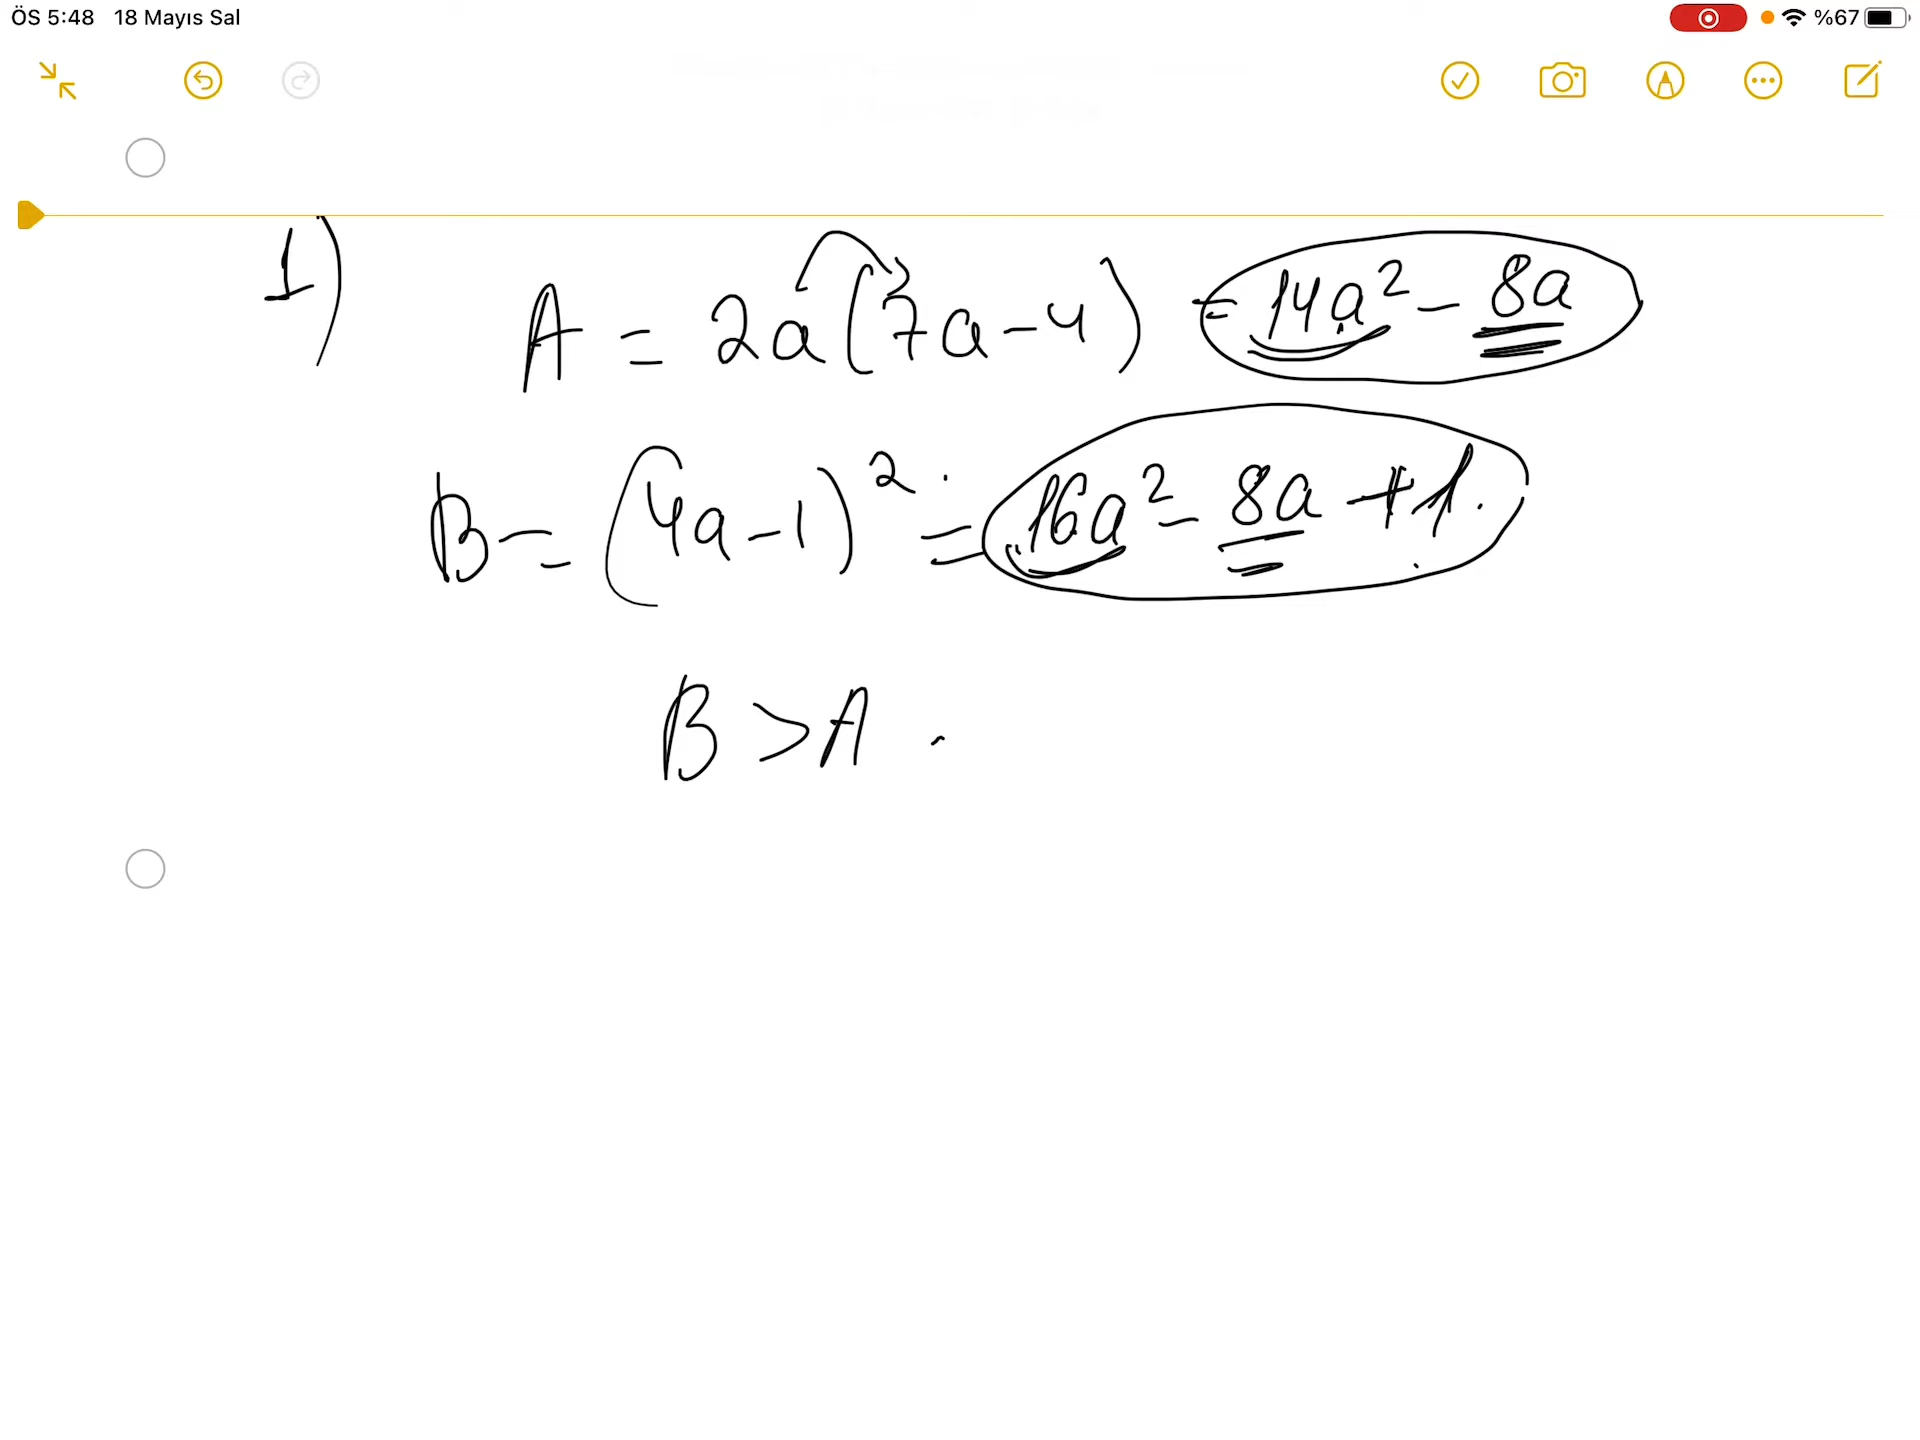 ÖS 5:48 18 Mayıs Sal %67
1)
A = 2a(7a-4) = 14a² - 8a
B = (4a-1)² = 16a² - 8a + 1.
B > A .